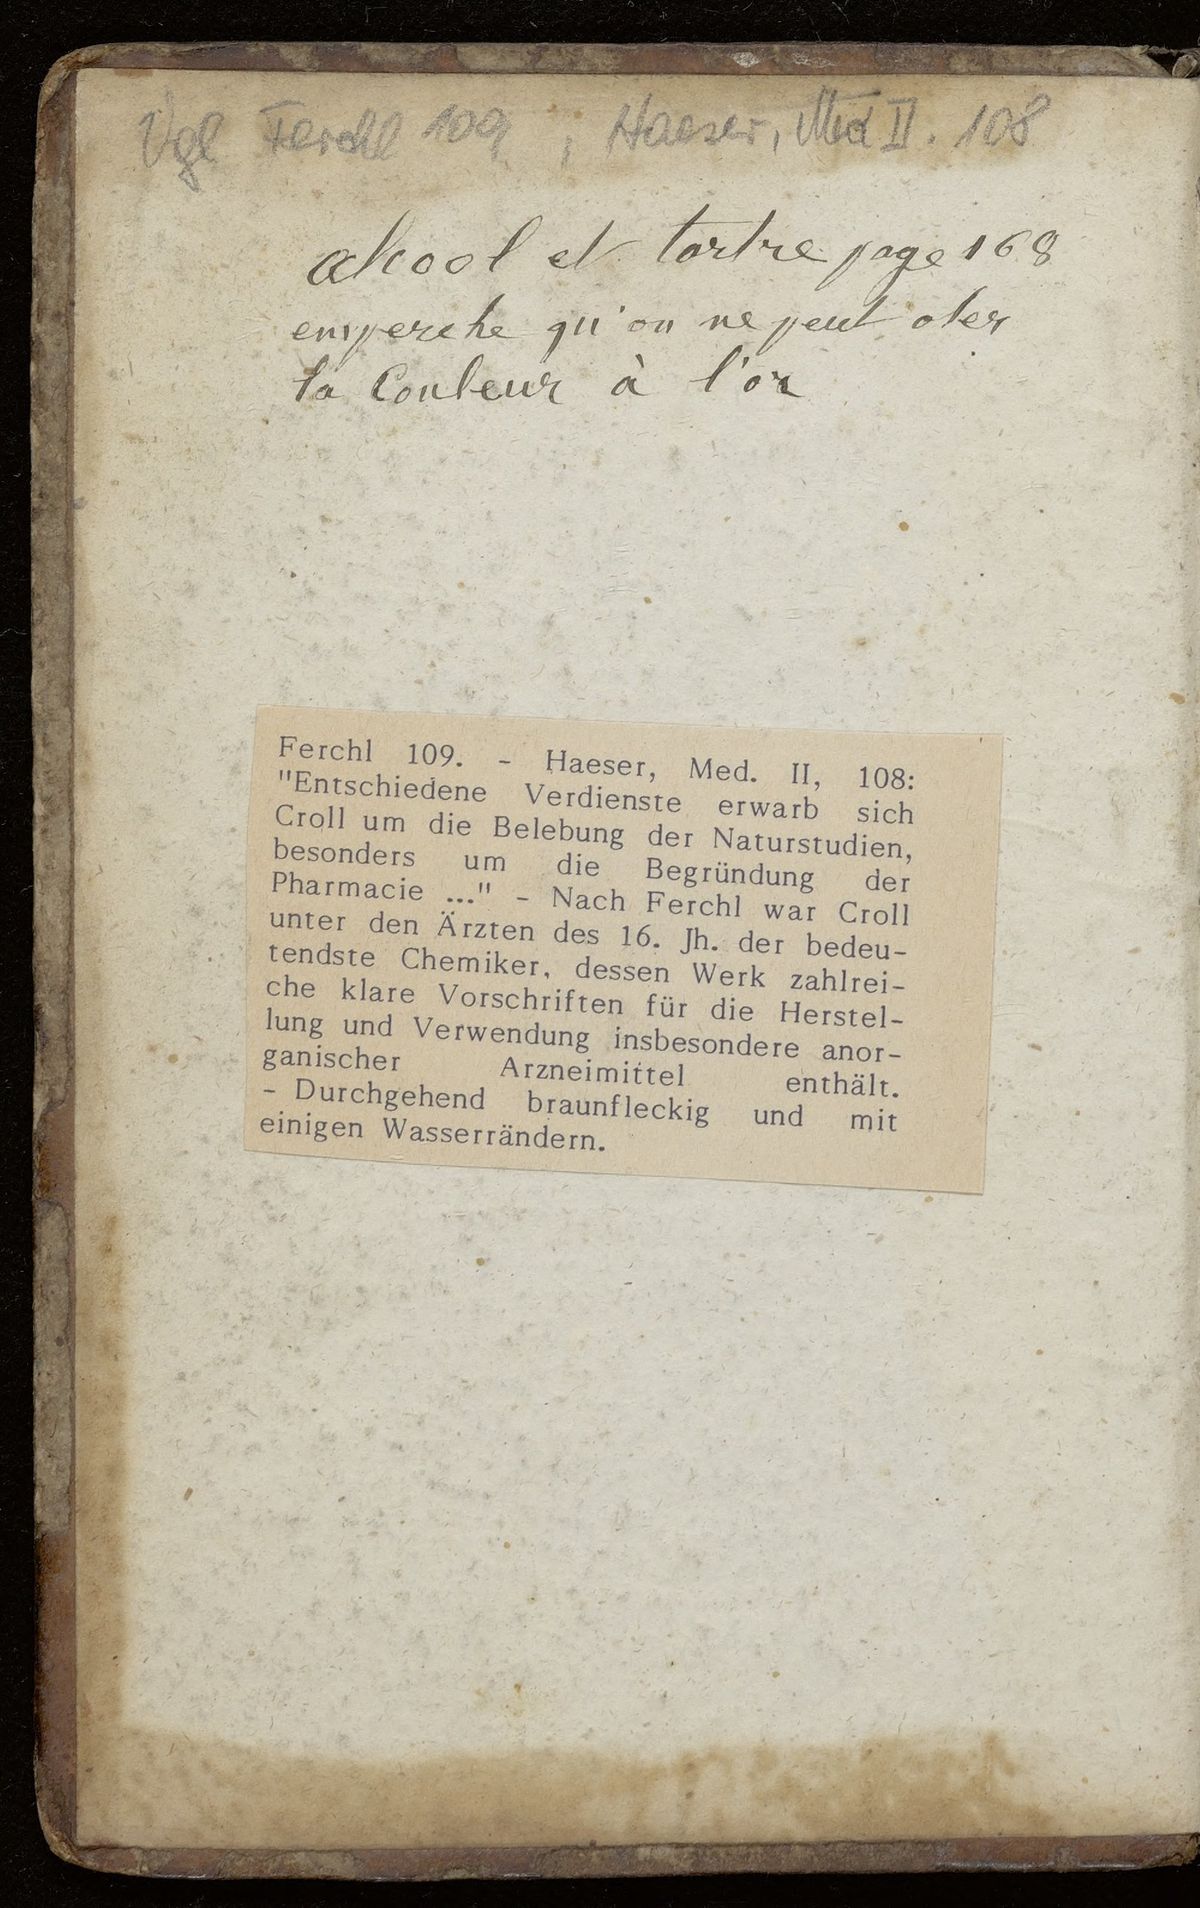 Vgl Ferchl 109, Haeser, Med II. 108
alcool et tartre page 168
emperche qu'on ne peut oter
la Couleur à l'or
Ferchl 109. - Haeser, Med. II, 108:
"Entschiedene Verdienste erwarb sich
Croll um die Belebung der Naturstudien,
besonders um die Begründung der
Pharmacie ..." - Nach Ferchl war Croll
unter den Ärzten des 16. Jh. der bedeu-
tendste Chemiker, dessen Werk zahlrei-
che klare Vorschriften für die Herstel-
lung und Verwendung insbesondere anor-
ganischer Arzneimittel enthält.
- Durchgehend braunfleckig und mit
einigen Wasserrändern.